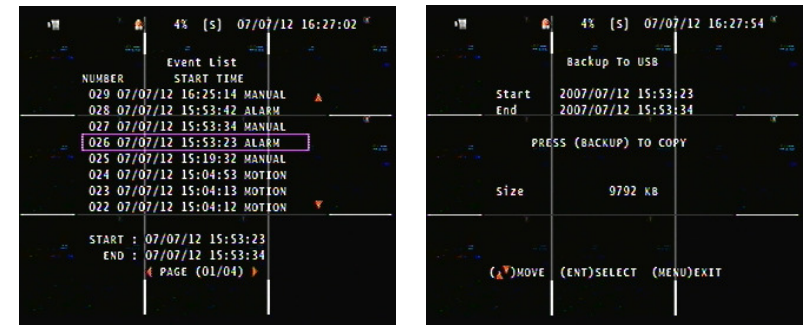 4% [S] 07/07/12 16:27:02
Event List
NUMBER START TIME
029 07/07/12 16:25:14 MANUAL
028 07/07/12 15:53:42 ALARM
027 07/07/12 15:53:34 MANUAL
026 07/07/12 15:53:23 ALARM
025 07/07/12 15:19:32 MANUAL
024 07/07/12 15:04:53 MOTION
023 07/07/12 15:04:13 MOTION
022 07/07/12 15:04:12 MOTION
START : 07/07/12 15:53:23
END : 07/07/12 15:53:34
PAGE (01/04)
4% [S] 07/07/12 16:27:54
Backup To USB
Start 2007/07/12 15:53:23
End 2007/07/12 15:53:34
PRESS (BACKUP) TO COPY
Size 9792 KB
(▲▼)MOVE (ENT)SELECT (MENU)EXIT